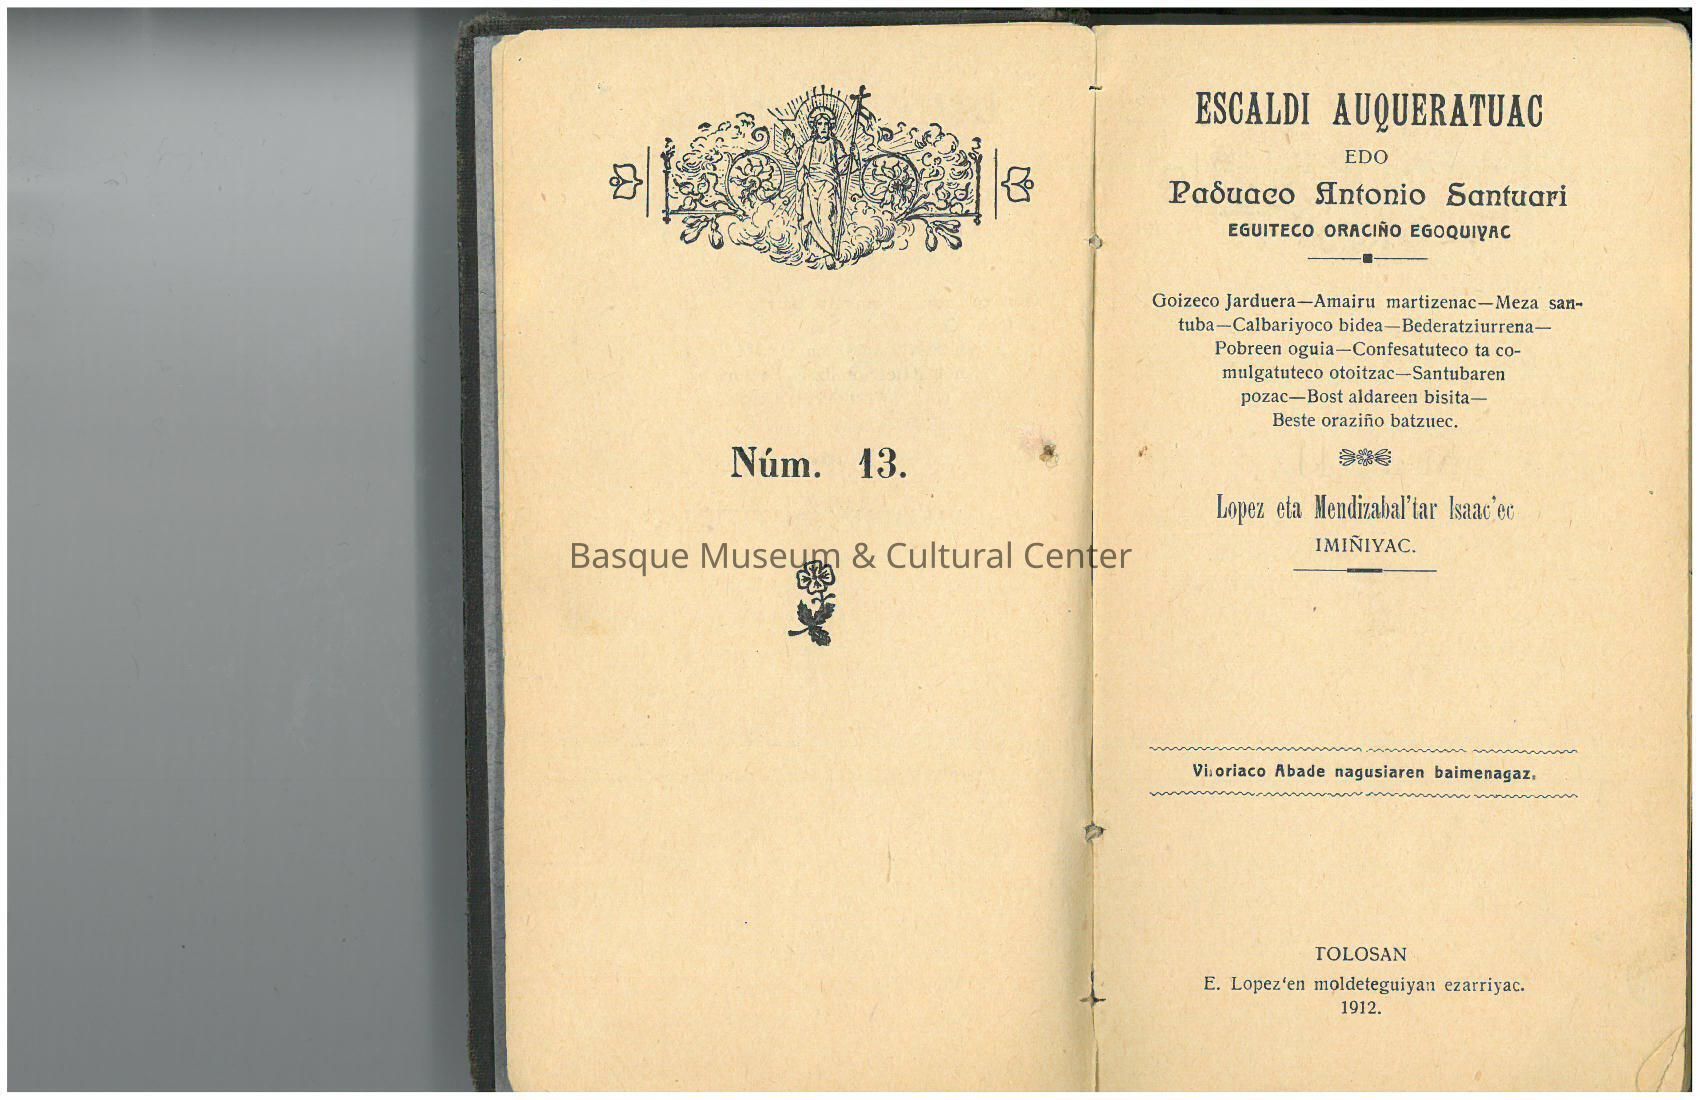 Núm. 13.
Basque Museum & Cultural Center
ESCALDI AUQUERATUAC
EDO
Paduaco Antonio Santuari
EGUITECO ORACIÑO EGOQUIYAC
Goizeco Jarduera—Amairu martizenac—Meza san-
tuba—Calbariyoco bidea—Bederatziurrena—
Pobreen oguia—Confesatuteco ta co-
mulgatuteco otoitzac—Santubaren
pozac—Bost aldareen bisita—
Beste oraziño batzuec.
Lopez eta Mendizabal'tar Isaac'ec
IMIÑIYAC.
Vitoriaco Abade nagusiaren baimenagaz.
TOLOSAN
E. Lopez'en moldeteguiyan ezarriyac.
1912.